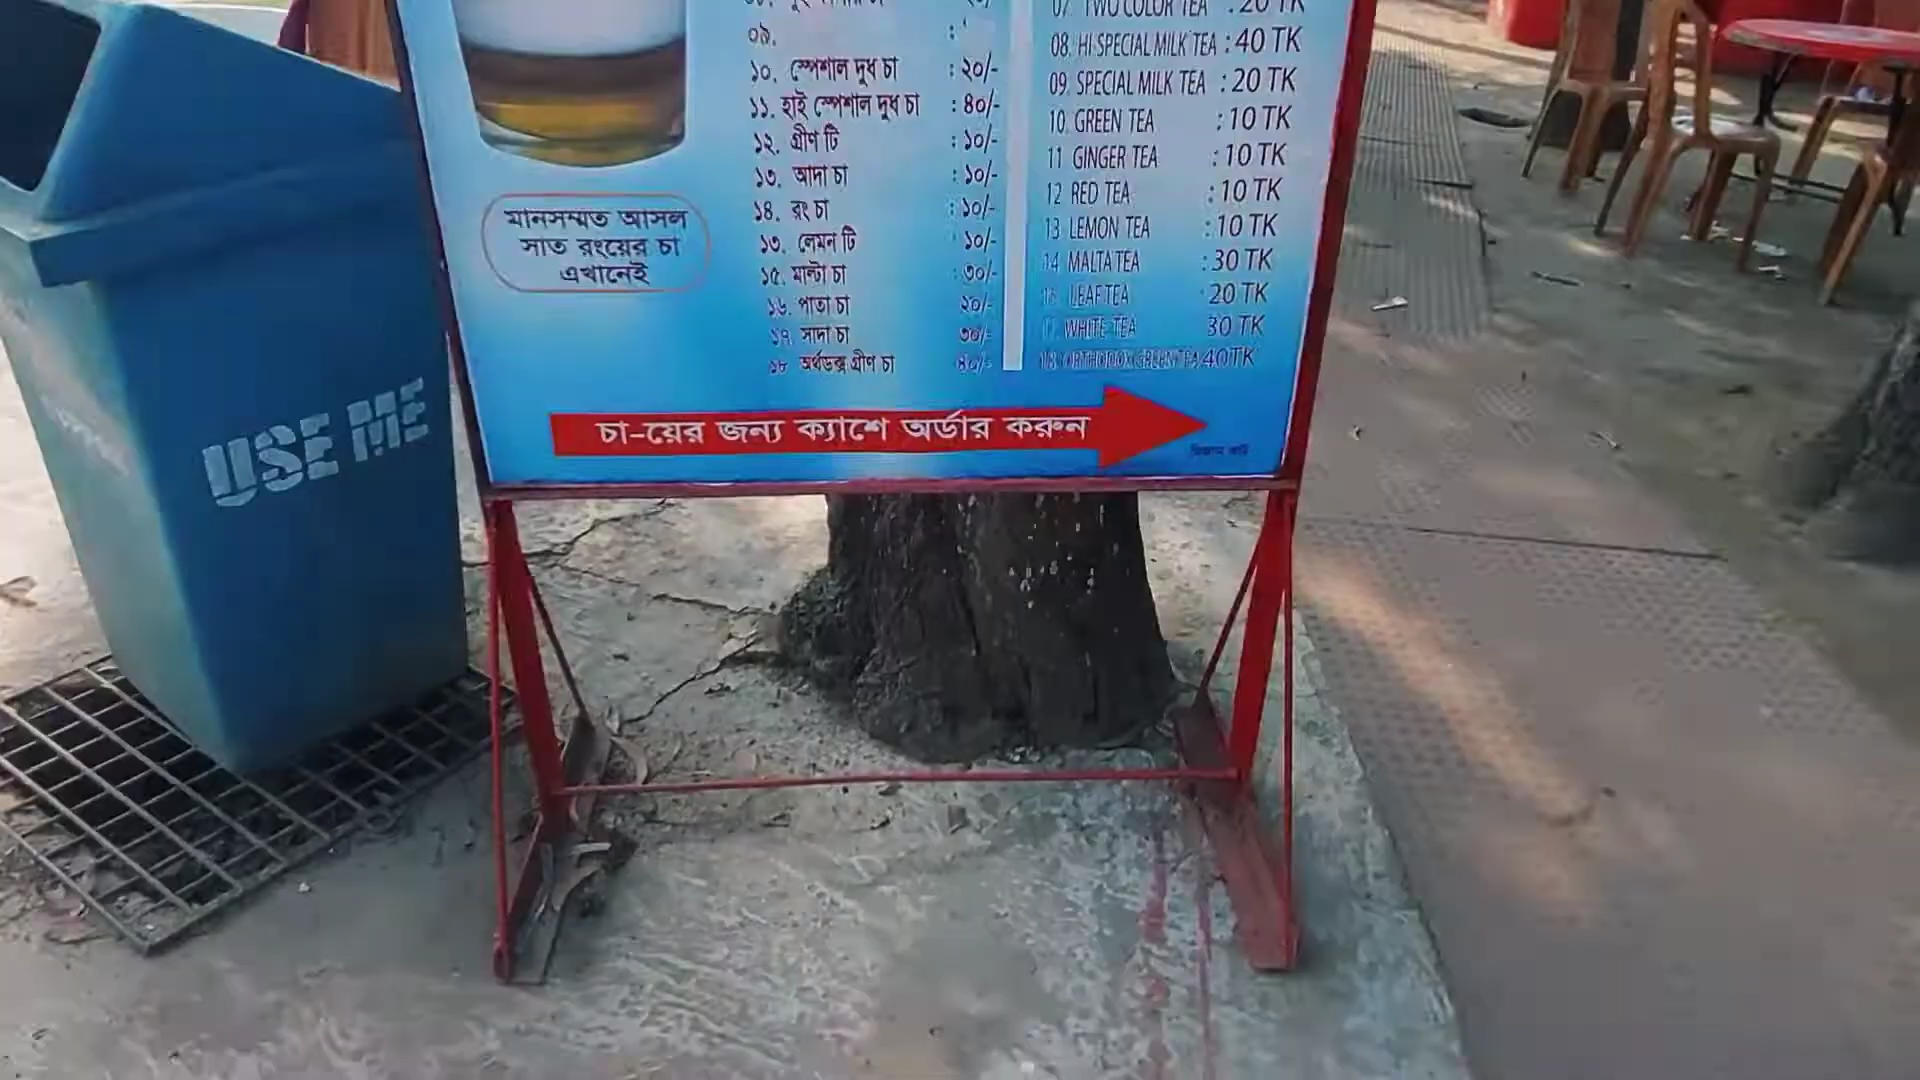 ০৯. :
১০. স্পেশাল দুধ চা : ২০/-
১১. হাই স্পেশাল দুধ চা : ৪০/-
১২. গ্রীণ টি : ১০/-
১৩. আদা চা : ১০/-
১৪. রং চা : ১০/-
১৩. লেমন টি ১০/-
১৫. মাল্টা চা : ৩০/-
১৬. পাতা চা ২০/-
১৭. সাদা চা ৩০/-
১৮ অর্থডক্স গ্রীণ চা ৪০/-
07. TWO COLOR TEA : 20 TK
08. HI SPECIAL MILK TEA : 40 TK
09. SPECIAL MILK TEA : 20 TK
10. GREEN TEA : 10 TK
11 GINGER TEA : 10 TK
12 RED TEA : 10 TK
13 LEMON TEA : 10 TK
14 MALTA TEA : 30 TK
LEAF TEA 20 TK
WHITE TEA 30 TK
18 ORTHODOX GREEN TEA 40 TK
মানসম্মত আসল
সাত রংয়ের চা
এখানেই
চা-য়ের জন্য ক্যাশে অর্ডার করুন
USE ME